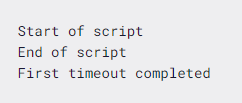 Start of script
End of script
First timeout completed